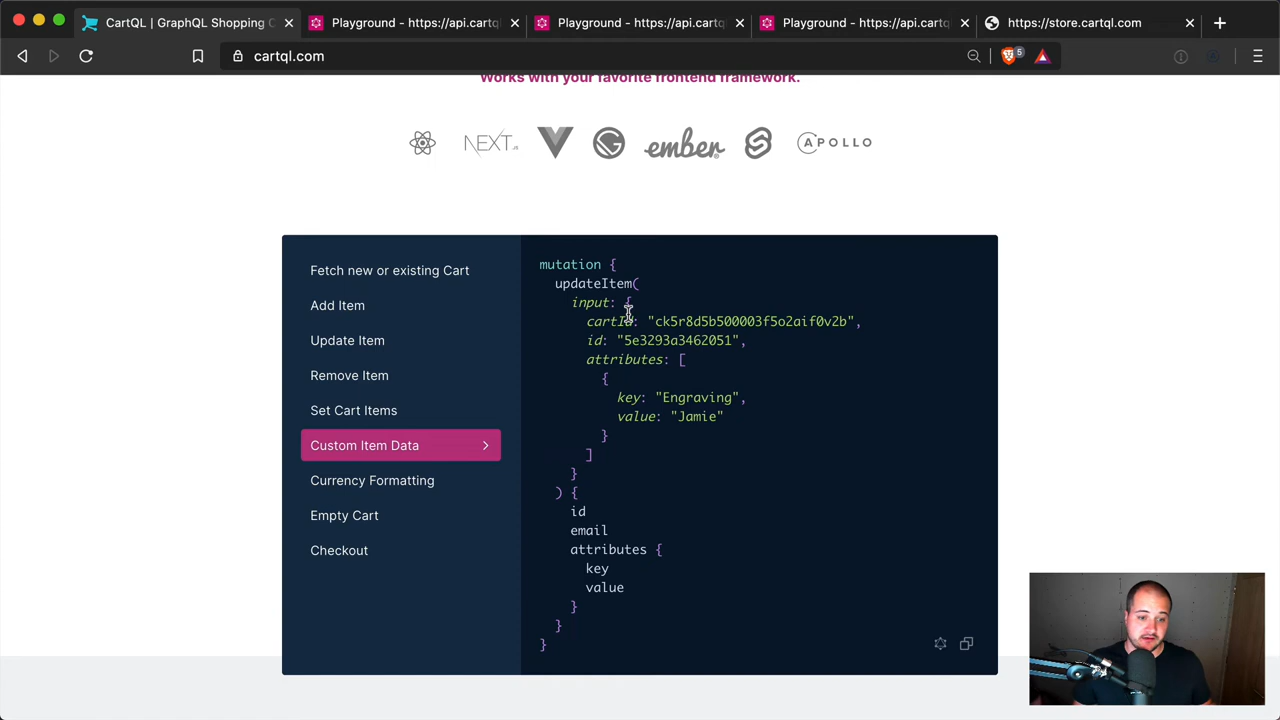 CartQL | GraphQL Shopping C
Playground - https://api.cartq
Playground - https://api.cartq
Playground - https://api.cartq
https://store.cartql.com
cartql.com
5
Works with your favorite frontend framework.
NEXT.JS
ember
APOLLO
Fetch new or existing Cart
Add Item
Update Item
Remove Item
Set Cart Items
Custom Item Data
Currency Formatting
Empty Cart
Checkout
mutation {
updateItem(
input: {
cartId: "ck5r8d5b500003f5o2aif0v2b",
id: "5e3293a3462051",
attributes: [
{
key: "Engraving",
value: "Jamie"
}
]
}
) {
id
email
attributes {
key
value
}
}
}